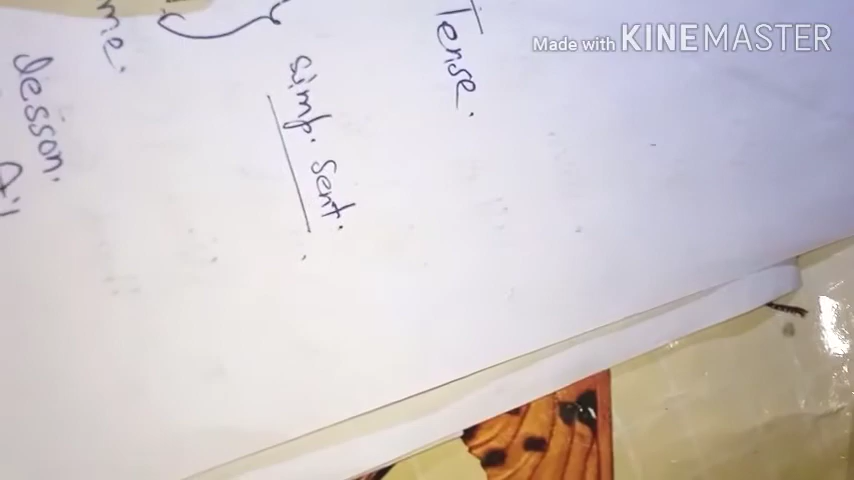 Made with KINEMASTER
Tense.
simp. sent.
me.
lesson.